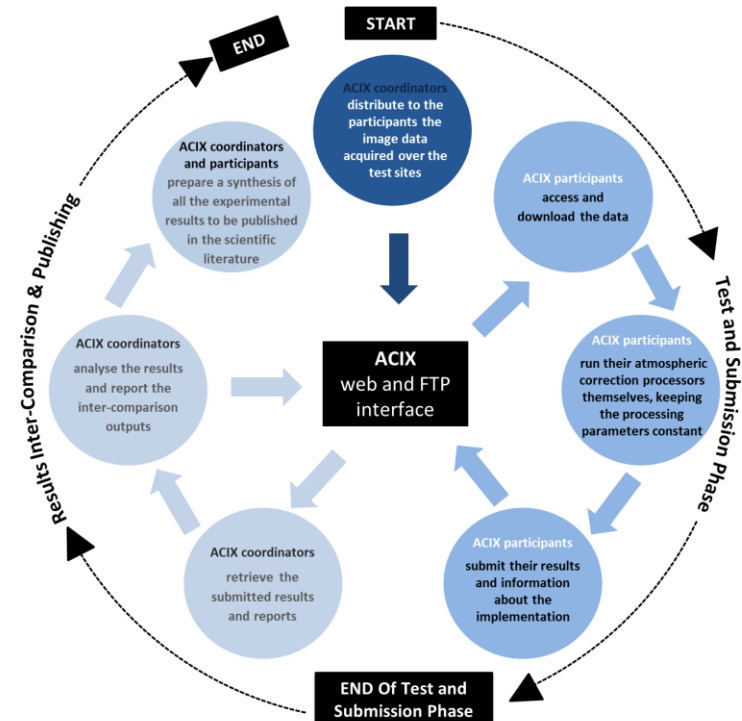 START
END
ACIX coordinators
distribute to the
participants the
image data
acquired over the
test sites
ACIX coordinators
and participants
prepare a synthesis of
all the experimental
results to be published
in the scientific
literature
ACIX participants
access and
download the data
ACIX
web and FTP
interface
ACIX participants
run their atmospheric
correction processors
themselves, keeping
the processing
parameters constant
ACIX coordinators
analyse the results
and report the
inter-comparison
outputs
ACIX participants
submit their results
and information
about the
implementation
ACIX coordinators
retrieve the
submitted results
and reports
Test and Submission Phase
Results Inter-Comparison & Publishing
END Of Test and
Submission Phase